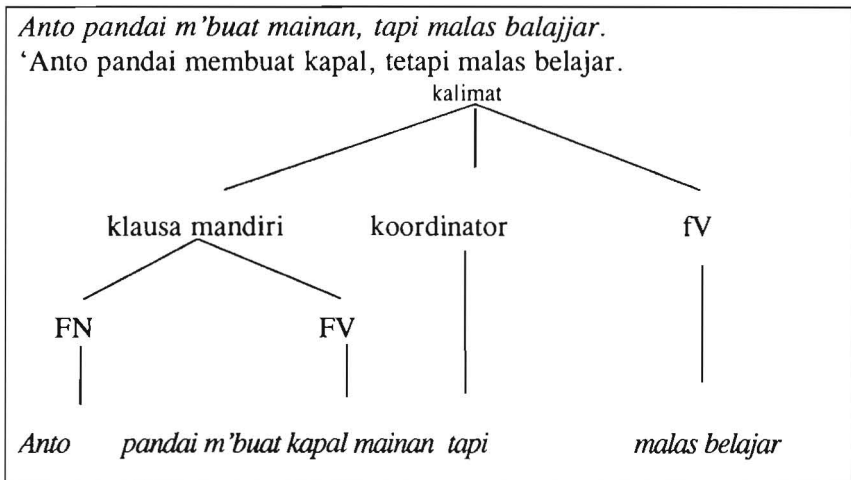 Anto pandai m'buat mainan, tapi malas balajjar.
‘Anto pandai membuat kapal, tetapi malas belajar.
kalimat
klausa mandiri koordinator fV
FN FV
Anto pandai m'buat kapal mainan tapi malas belajar